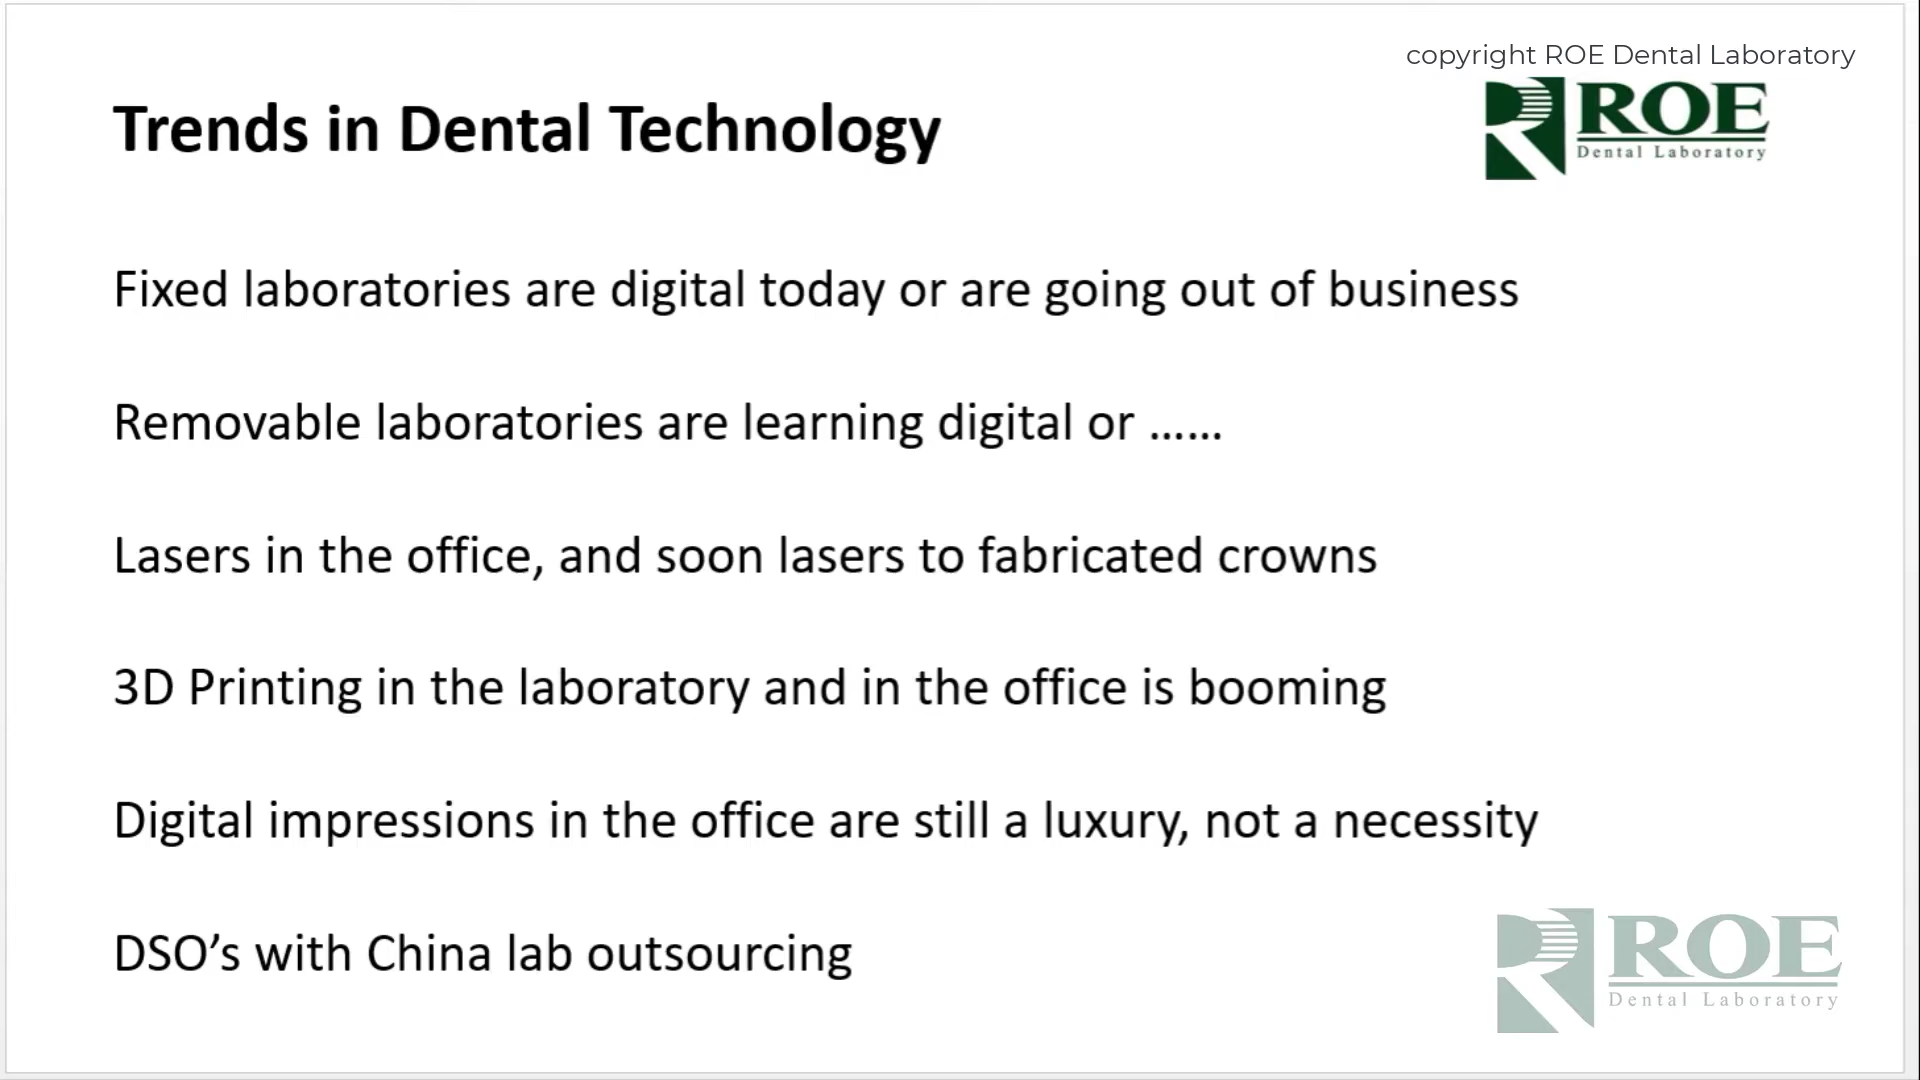 copyright ROE Dental Laboratory
ROE
Dental Laboratory
Trends in Dental Technology
Fixed laboratories are digital today or are going out of business
Removable laboratories are learning digital or ......
Lasers in the office, and soon lasers to fabricated crowns
3D Printing in the laboratory and in the office is booming
Digital impressions in the office are still a luxury, not a necessity
DSO’s with China lab outsourcing
ROE
Dental Laboratory